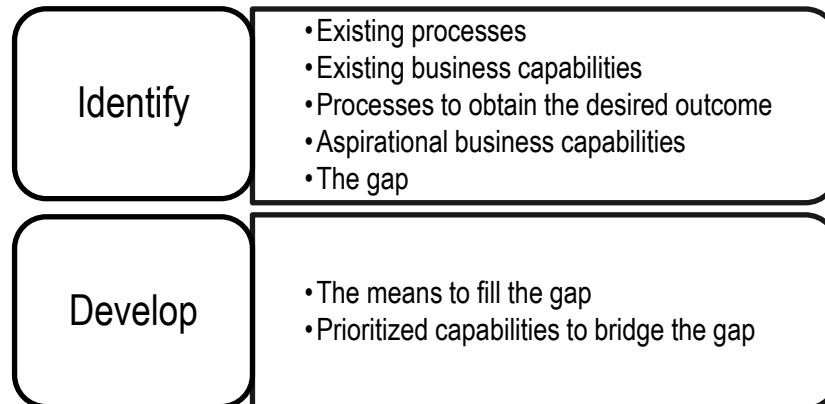 Identify
•Existing processes
•Existing business capabilities
•Processes to obtain the desired outcome
•Aspirational business capabilities
•The gap
Develop
•The means to fill the gap
•Prioritized capabilities to bridge the gap